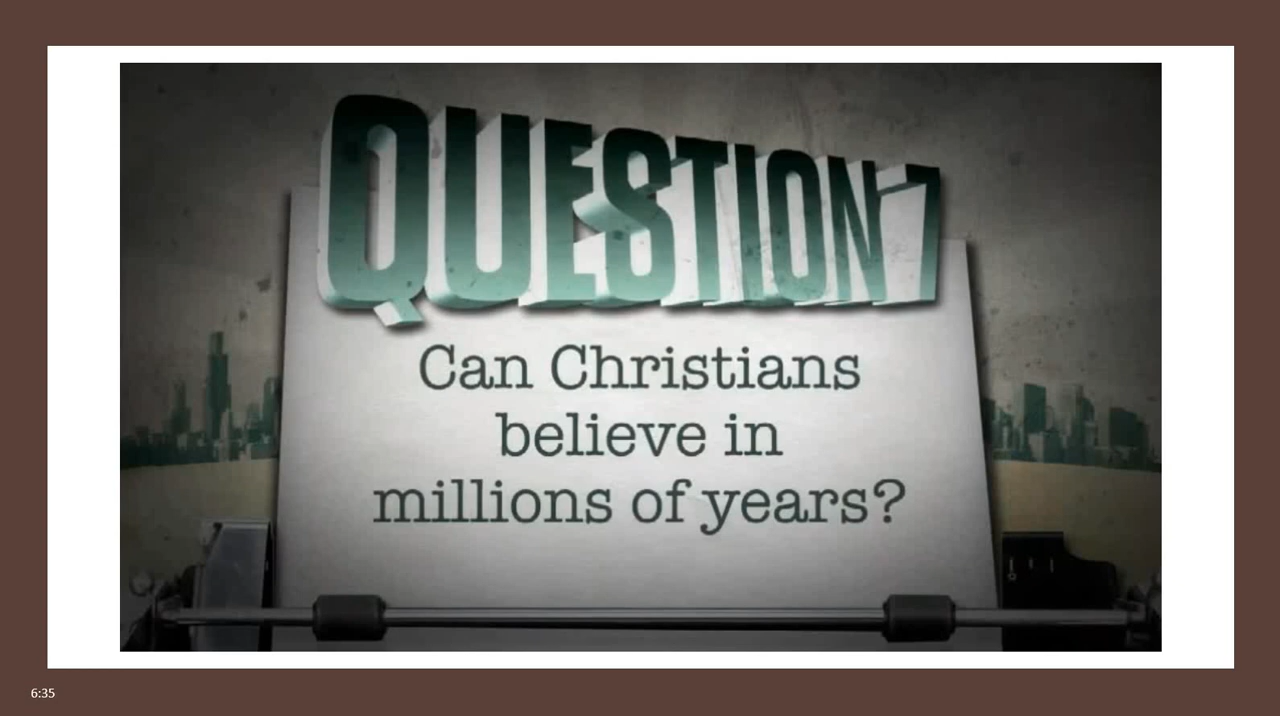 QUESTION 7
Can Christians
believe in
millions of years?
6:35